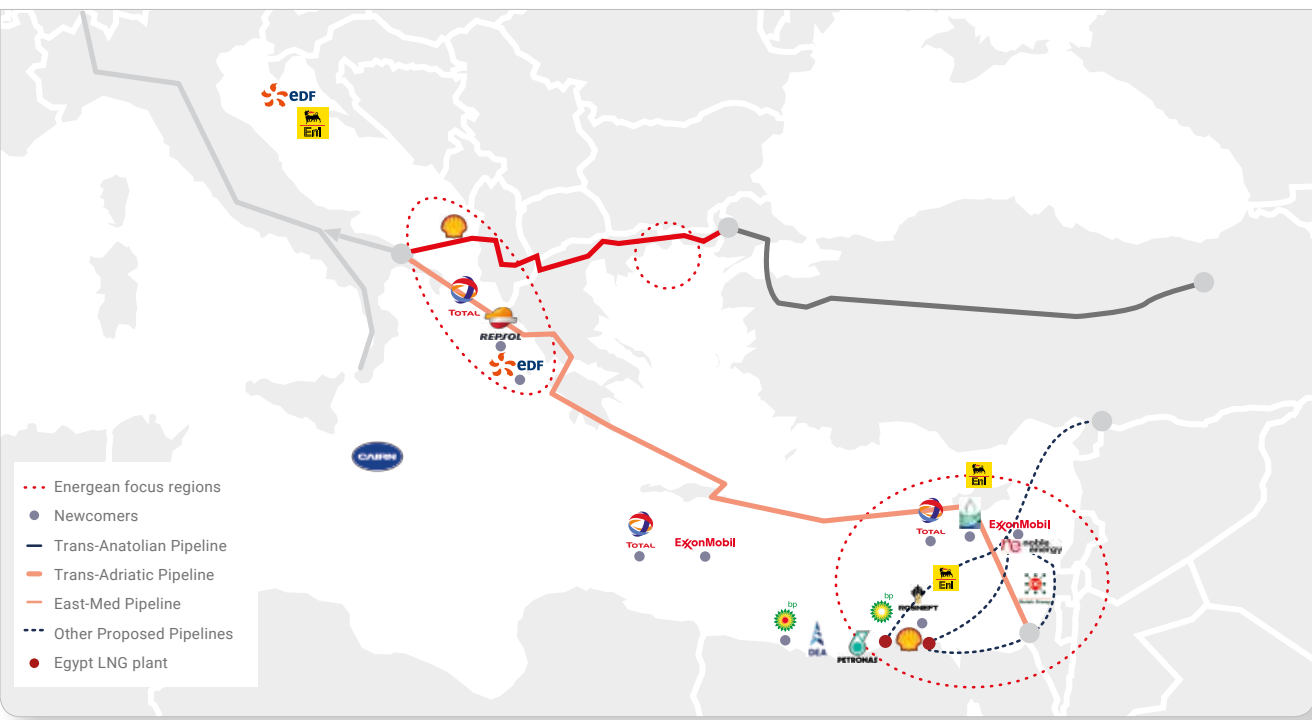 eDF
Eni
TOTAL
REPSOL
eDF
CAIRN
Energean focus regions
Newcomers
Trans-Anatolian Pipeline
Trans-Adriatic Pipeline
East-Med Pipeline
Other Proposed Pipelines
Egypt LNG plant
Eni
TOTAL
ExxonMobil
TOTAL
ExxonMobil
noble
energy
Eni
bp
ROSNEFT
bp
DEA
PETRONAS